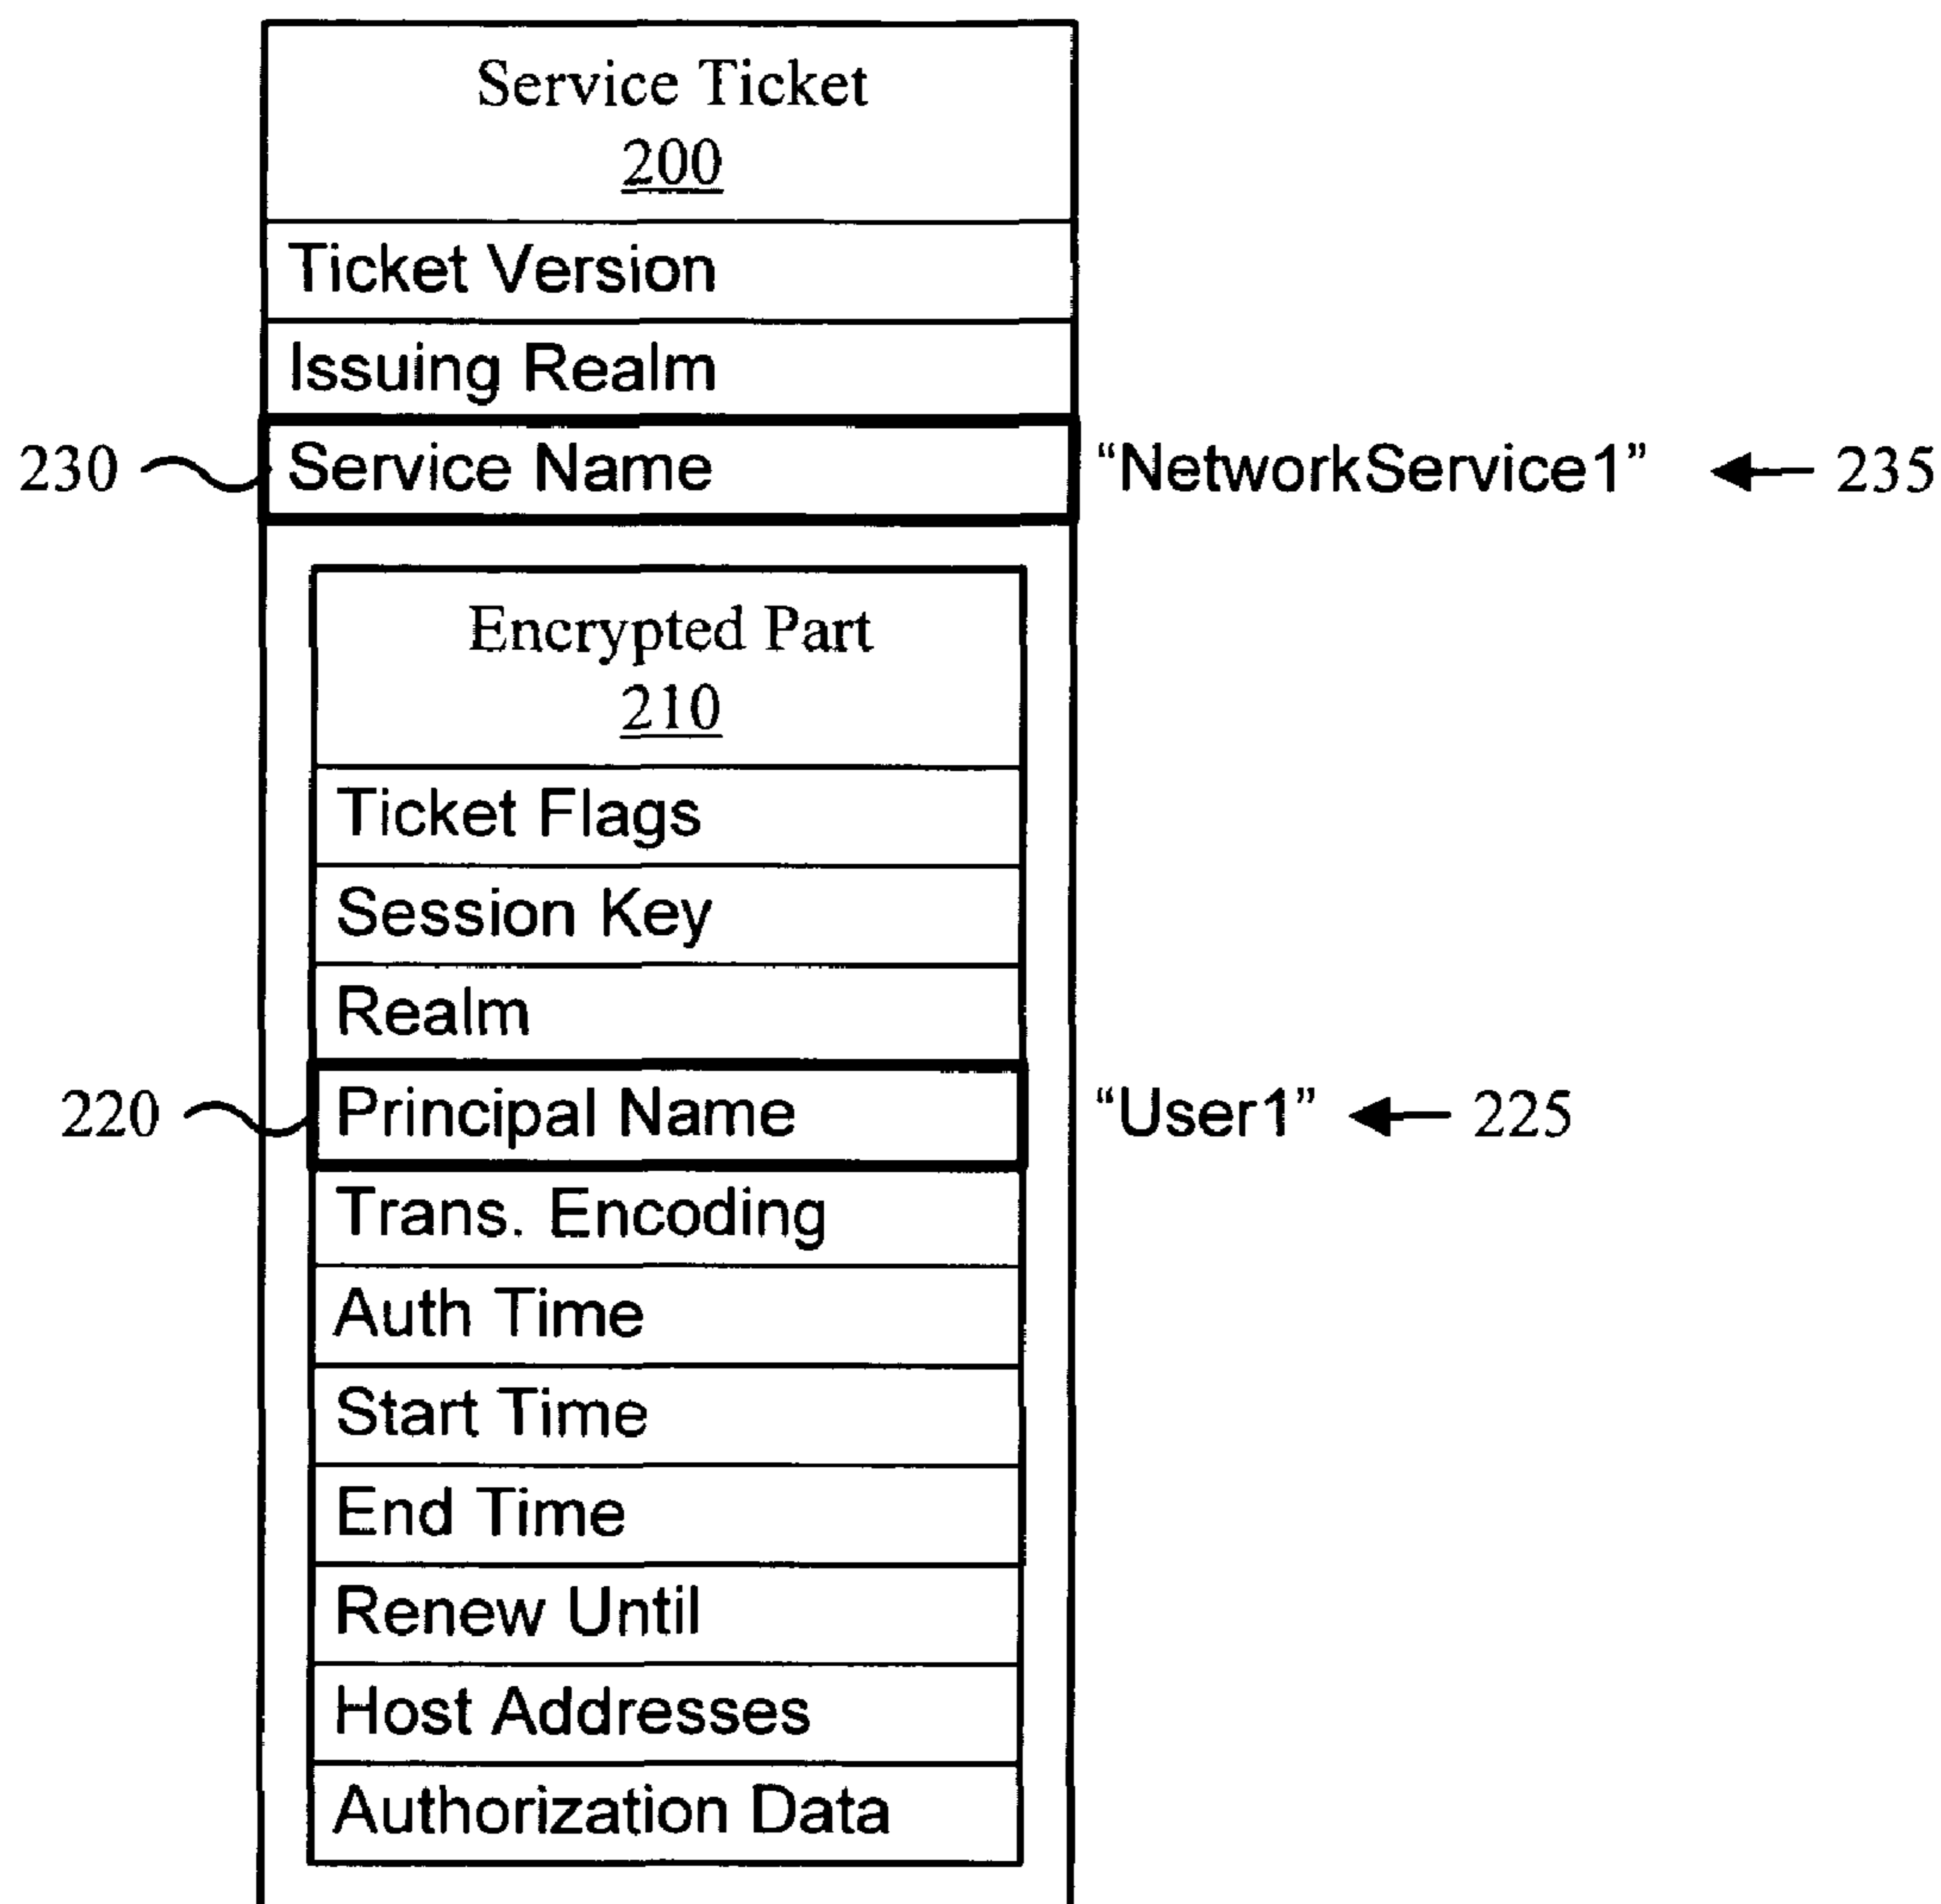 Service Ticket
200
Ticket Version
Issuing Realm
230 Service Name “NetworkService1” 235
Encrypted Part
210
Ticket Flags
Session Key
Realm
220 Principal Name “User1” 225
Trans. Encoding
Auth Time
Start Time
End Time
Renew Until
Host Addresses
Authorization Data